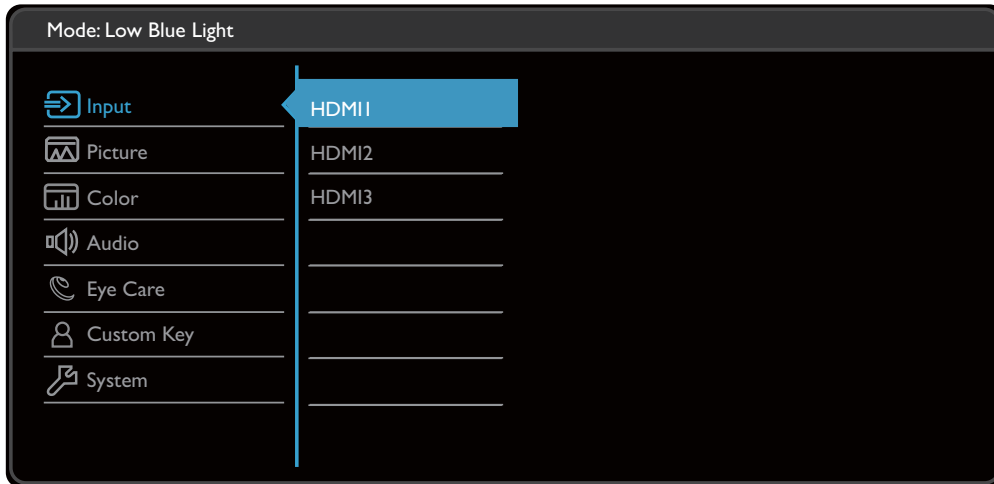 Mode: Low Blue Light
Input
HDMI1
Picture
HDMI2
Color
HDMI3
Audio
Eye Care
Custom Key
System